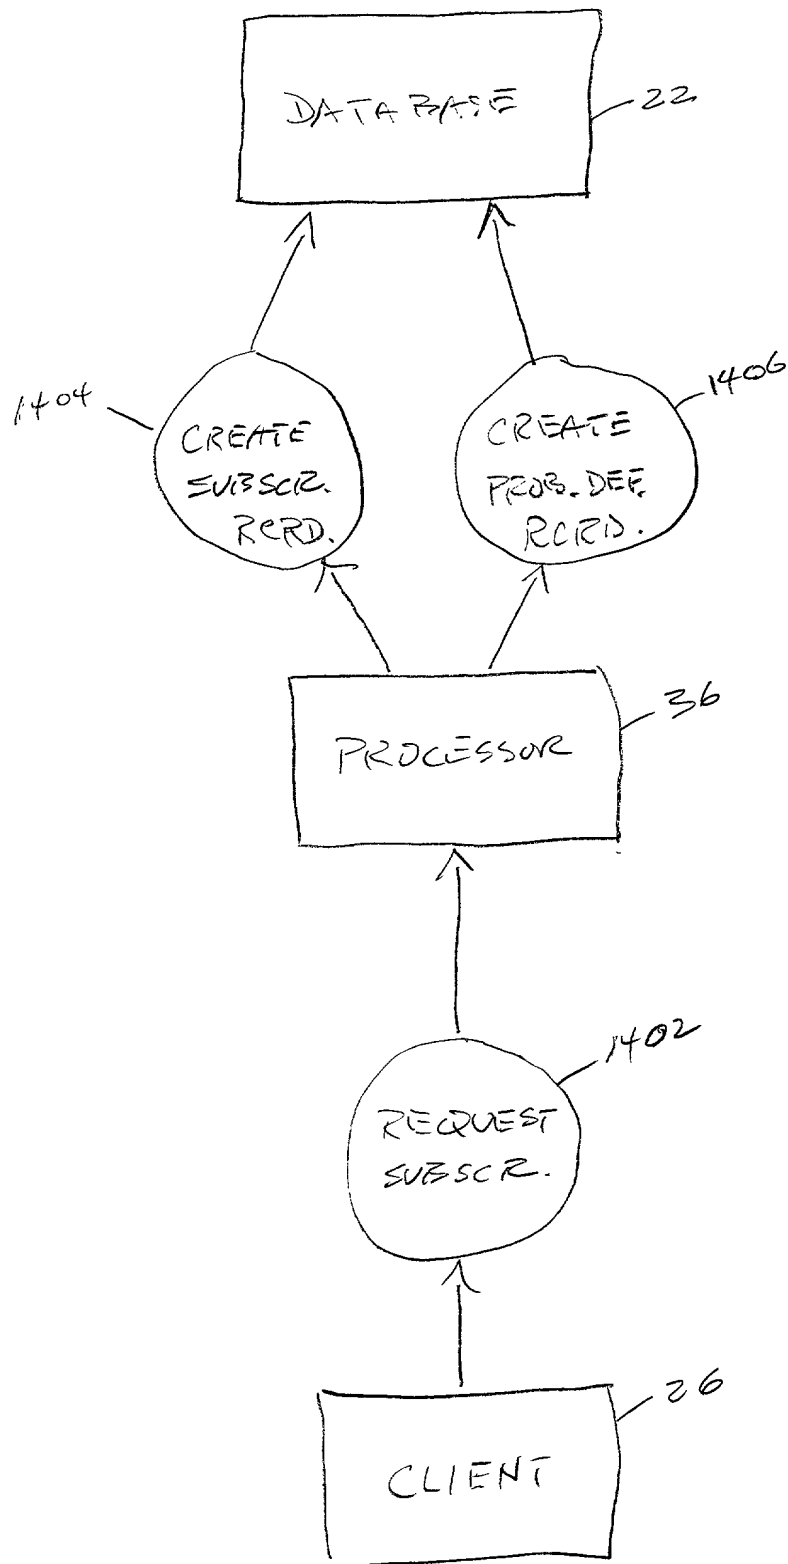 DATABASE
22
1404
CREATE
SUBSCR.
RCRD.
1406
CREATE
PROB. DEF.
RCRD.
36
PROCESSOR
1402
REQUEST
SUBSCR.
26
CLIENT